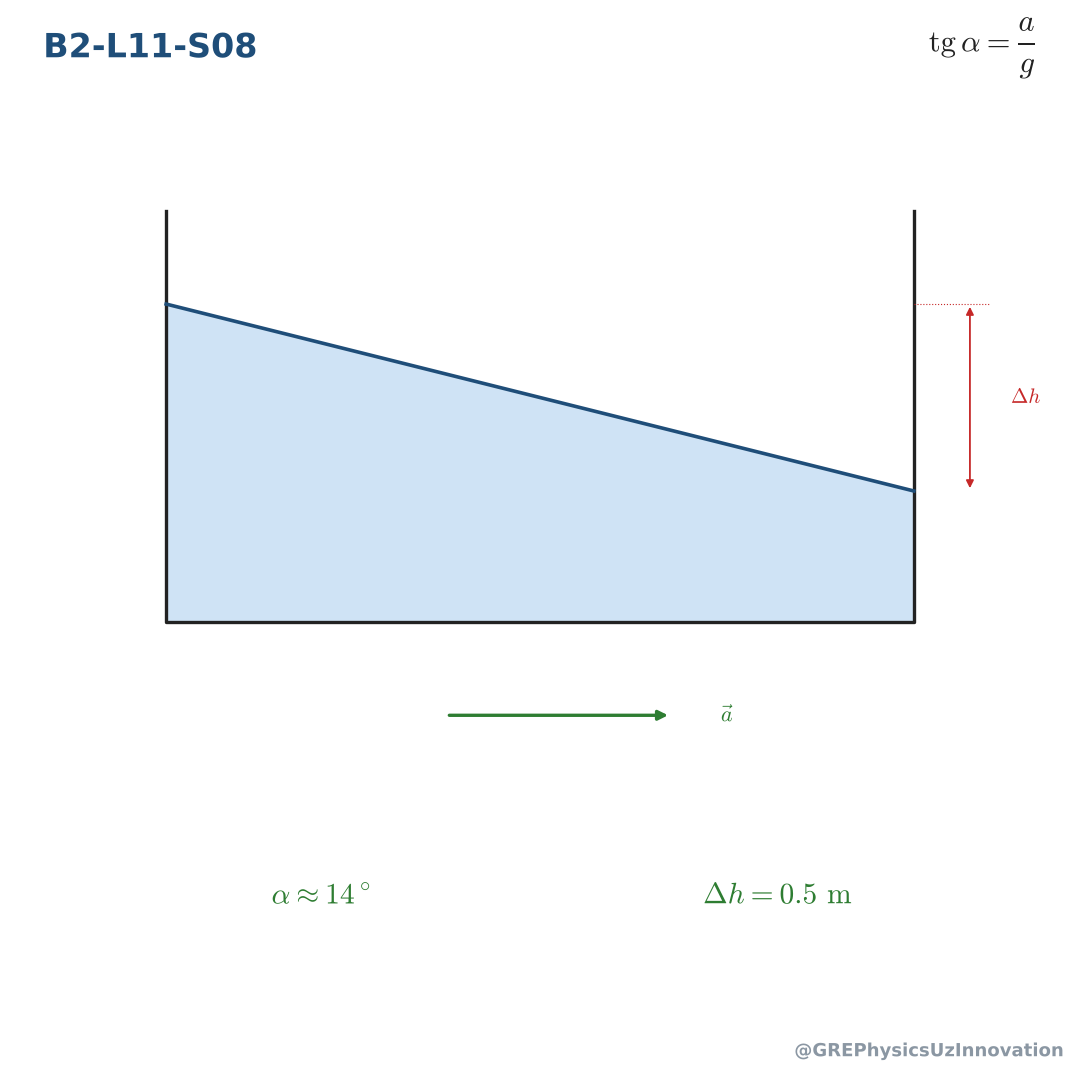 B2-L11-S08
tg α = a/g
Δh
a⃗
α ≈ 14°
Δh = 0.5 m
@GREPhysicsUzInnovation